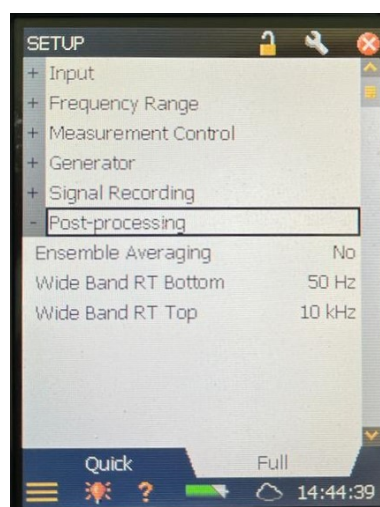 SETUP
+ Input
+ Frequency Range
+ Measurement Control
+ Generator
+ Signal Recording
- Post-processing
Ensemble Averaging No
Wide Band RT Bottom 50 Hz
Wide Band RT Top 10 kHz
Quick Full
? 14:44:39